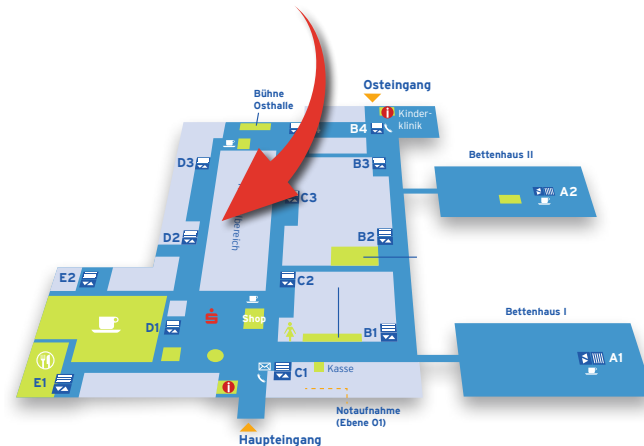 Bühne
Osthalle
Osteingang
B4
Kinder-
klinik
D3
B3
Bettenhaus II
A2
C3
bereich
D2
B2
E2
C2
Shop
D1
B1
Bettenhaus I
A1
E1
C1
Kasse
Notaufnahme
(Ebene 01)
Haupteingang